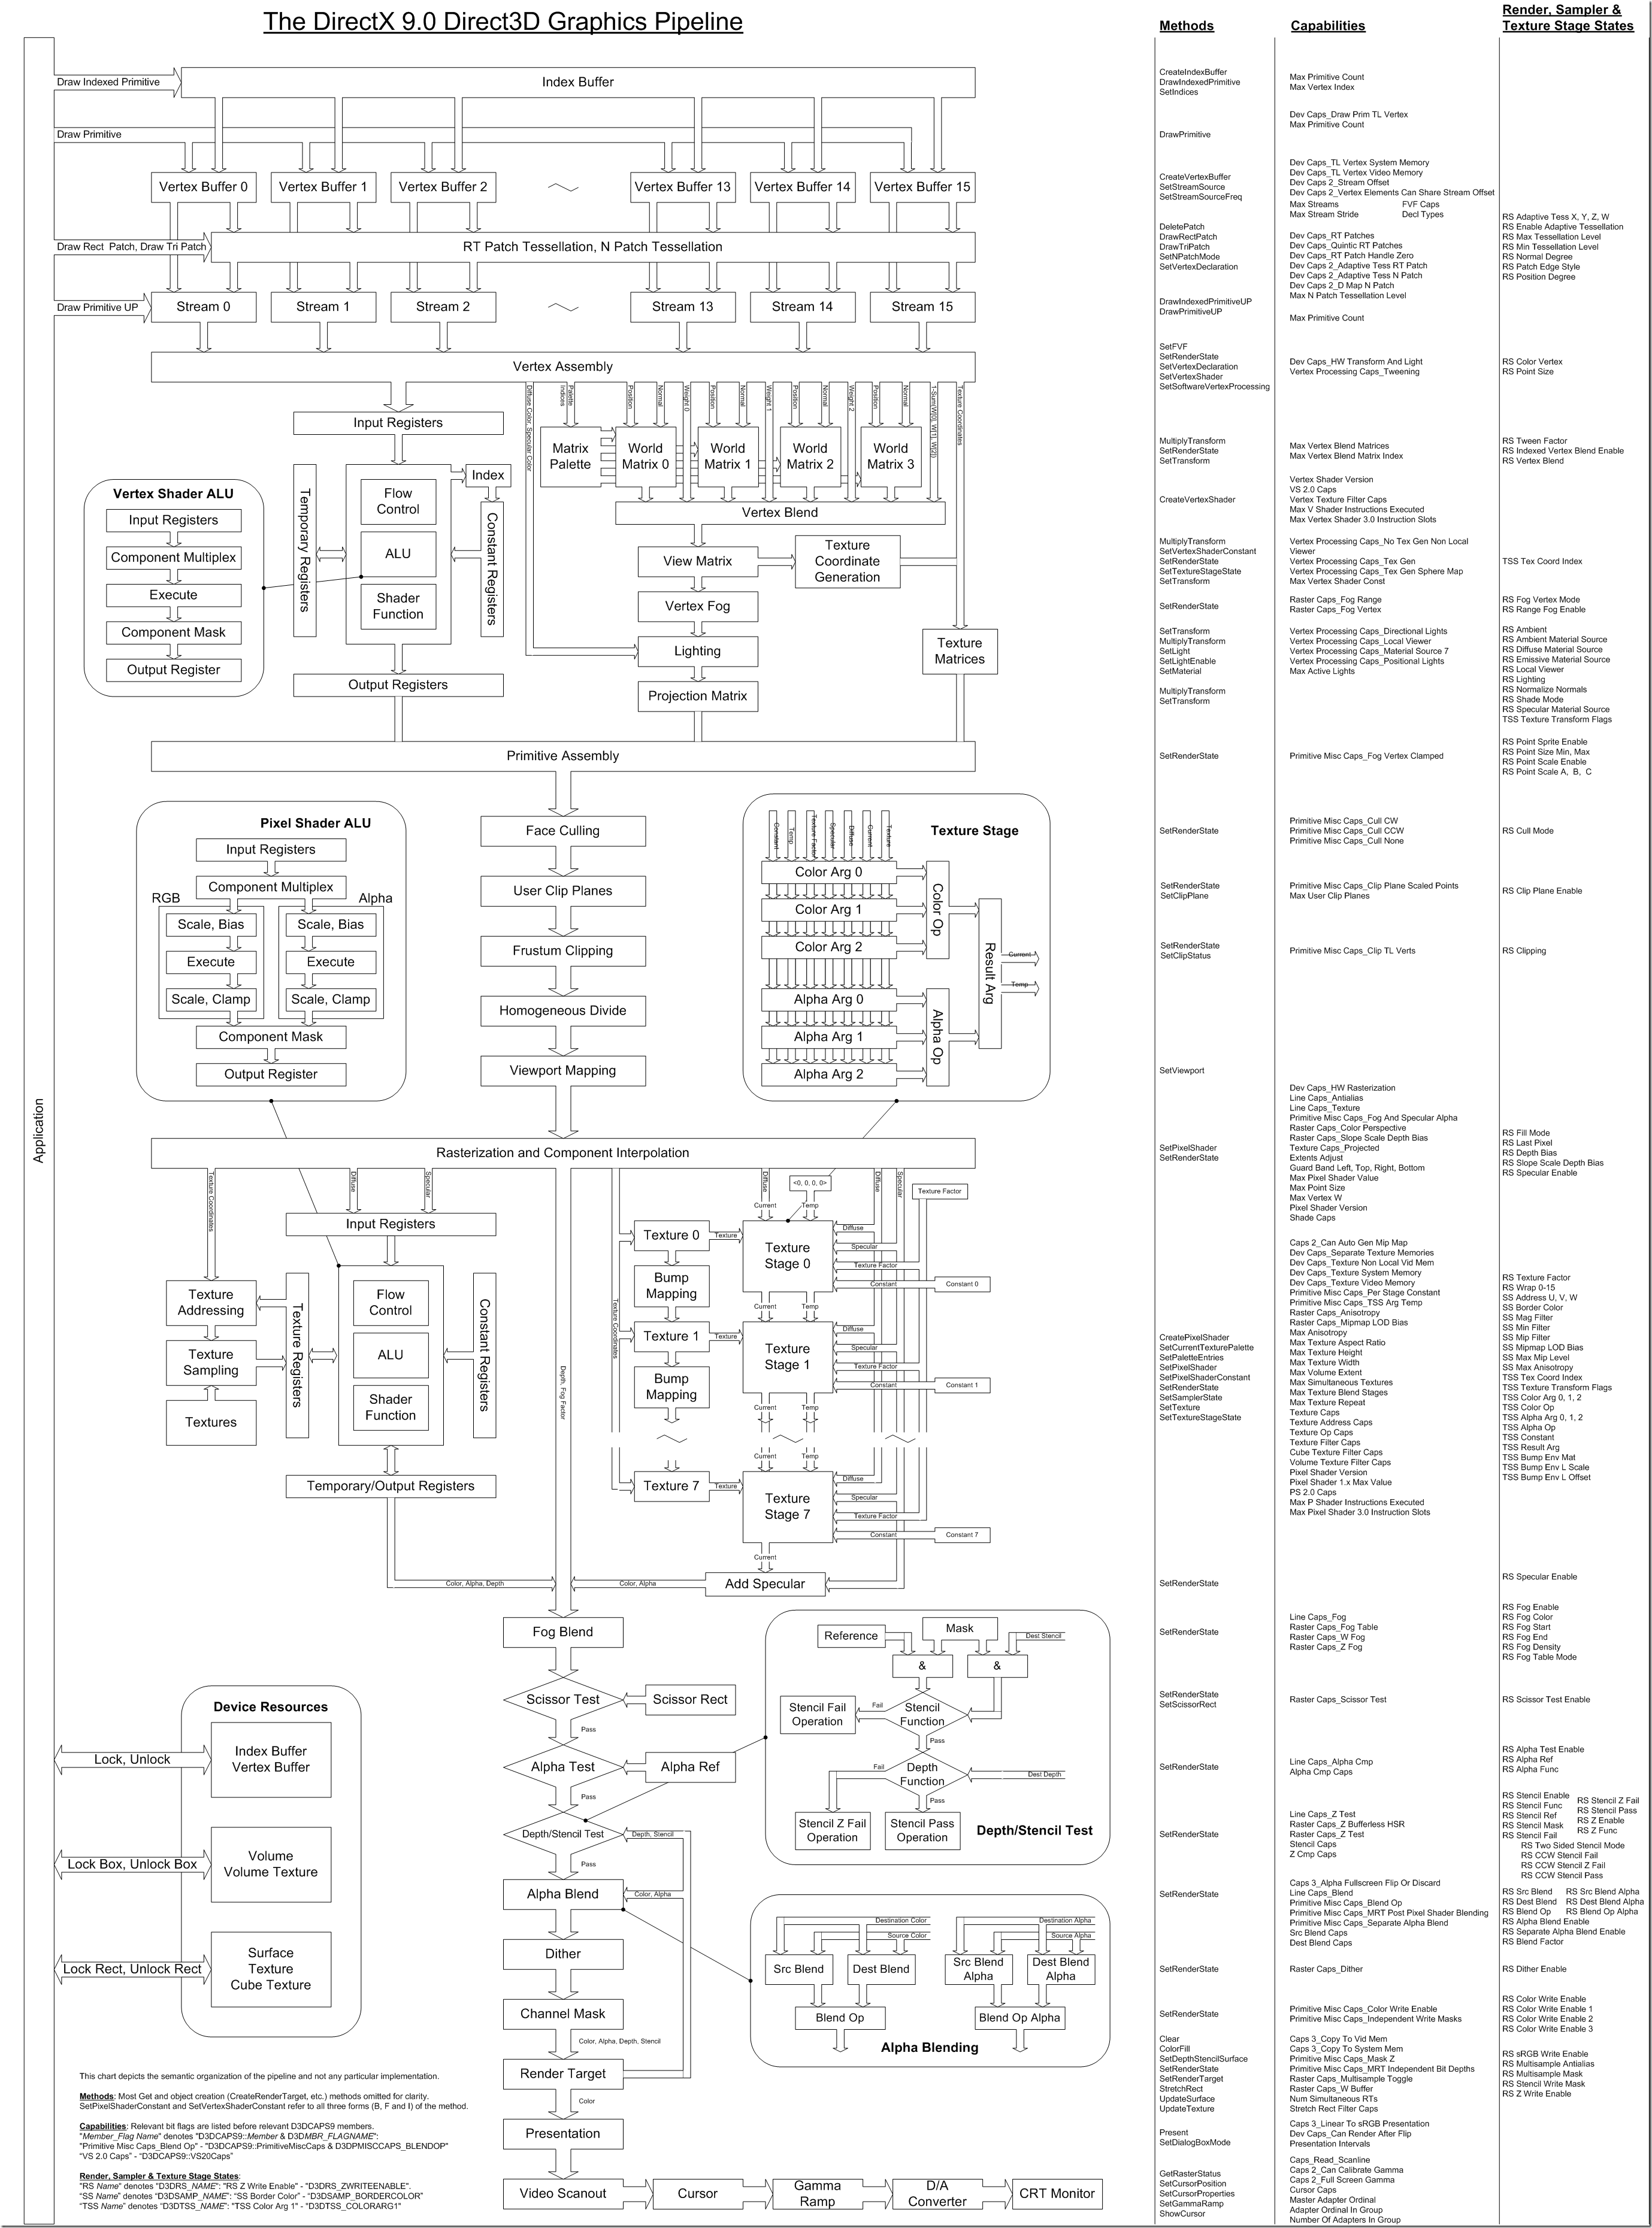 The DirectX 9.0 Direct3D Graphics Pipeline
Application
Draw Indexed Primitive
Index Buffer
Draw Primitive
Vertex Buffer 0
Vertex Buffer 1
Vertex Buffer 2
Vertex Buffer 13
Vertex Buffer 14
Vertex Buffer 15
Draw Rect Patch, Draw Tri Patch
RT Patch Tessellation, N Patch Tessellation
Draw Primitive UP
Stream 0
Stream 1
Stream 2
Stream 13
Stream 14
Stream 15
Vertex Assembly
Input Registers
Temporary Registers
Flow
Control
ALU
Shader
Function
Index
Constant Registers
Output Registers
Vertex Shader ALU
Input Registers
Component Multiplex
Execute
Component Mask
Output Register
Diffuse Color, Specular Color
Palette
Indices
Position
Normal
Weight 0
Position
Normal
Weight 1
Position
Normal
Weight 2
Position
Normal
1-Sum(W[0], W[1], W[2])
Texture Coordinates
Matrix
Palette
World
Matrix 0
World
Matrix 1
World
Matrix 2
World
Matrix 3
Vertex Blend
View Matrix
Texture
Coordinate
Generation
Vertex Fog
Lighting
Projection Matrix
Texture
Matrices
Primitive Assembly
Face Culling
User Clip Planes
Frustum Clipping
Homogeneous Divide
Viewport Mapping
Pixel Shader ALU
Input Registers
Component Multiplex
RGB
Alpha
Scale, Bias
Scale, Bias
Execute
Execute
Scale, Clamp
Scale, Clamp
Component Mask
Output Register
Texture Stage
Constant
Temp
Texture Factor
Specular
Diffuse
Current
Texture
Color Arg 0
Color Arg 1
Color Arg 2
Color Op
Alpha Arg 0
Alpha Arg 1
Alpha Arg 2
Alpha Op
Result Arg
Current
Temp
Rasterization and Component Interpolation
Texture Coordinates
Diffuse
Specular
Input Registers
Texture
Addressing
Texture
Sampling
Textures
Texture Registers
Flow
Control
ALU
Shader
Function
Constant Registers
Temporary/Output Registers
Color, Alpha, Depth
Depth, Fog Factor
Texture Coordinates
Diffuse
<0, 0, 0, 0>
Current
Temp
Diffuse
Specular
Texture Factor
Texture 0
Texture
Texture
Stage 0
Diffuse
Specular
Texture Factor
Constant
Constant 0
Bump
Mapping
Current
Temp
Texture 1
Texture
Texture
Stage 1
Diffuse
Specular
Texture Factor
Constant
Constant 1
Bump
Mapping
Current
Temp
Current
Temp
Texture 7
Texture
Texture
Stage 7
Diffuse
Specular
Texture Factor
Constant
Constant 7
Current
Add Specular
Color, Alpha
Fog Blend
Scissor Test
Scissor Rect
Pass
Alpha Test
Alpha Ref
Pass
Depth/Stencil Test
Depth, Stencil
Pass
Alpha Blend
Color, Alpha
Dither
Channel Mask
Color, Alpha, Depth, Stencil
Render Target
Color
Presentation
Video Scanout
Cursor
Gamma
Ramp
D/A
Converter
CRT Monitor
Reference
Mask
Dest Stencil
&
&
Stencil Fail
Operation
Fail
Stencil
Function
Pass
Fail
Depth
Function
Dest Depth
Pass
Stencil Z Fail
Operation
Stencil Pass
Operation
Depth/Stencil Test
Destination Color
Source Color
Destination Alpha
Source Alpha
Src Blend
Dest Blend
Src Blend
Alpha
Dest Blend
Alpha
Blend Op
Blend Op Alpha
Alpha Blending
Device Resources
Lock, Unlock
Index Buffer
Vertex Buffer
Lock Box, Unlock Box
Volume
Volume Texture
Lock Rect, Unlock Rect
Surface
Texture
Cube Texture
This chart depicts the semantic organization of the pipeline and not any particular implementation.
Methods: Most Get and object creation (CreateRenderTarget, etc.) methods omitted for clarity.
SetPixelShaderConstant and SetVertexShaderConstant refer to all three forms (B, F and I) of the method.
Capabilities: Relevant bit flags are listed before relevant D3DCAPS9 members.
"Member_Flag Name" denotes "D3DCAPS9::Member & D3DMBR_FLAGNAME":
"Primitive Misc Caps_Blend Op" - "D3DCAPS9::PrimitiveMiscCaps & D3DPMISCCAPS_BLENDOP"
"VS 2.0 Caps" - "D3DCAPS9::VS20Caps"
Render, Sampler & Texture Stage States:
"RS Name" denotes "D3DRS_NAME": "RS Z Write Enable" - "D3DRS_ZWRITEENABLE".
"SS Name" denotes "D3DSAMP_NAME": "SS Border Color" - "D3DSAMP_BORDERCOLOR"
"TSS Name" denotes "D3DTSS_NAME": "TSS Color Arg 1" - "D3DTSS_COLORARG1"
Methods
CreateIndexBuffer
DrawIndexedPrimitive
SetIndices
DrawPrimitive
CreateVertexBuffer
SetStreamSource
SetStreamSourceFreq
DeletePatch
DrawRectPatch
DrawTriPatch
SetNPatchMode
SetVertexDeclaration
DrawIndexedPrimitiveUP
DrawPrimitiveUP
SetFVF
SetRenderState
SetVertexDeclaration
SetVertexShader
SetSoftwareVertexProcessing
MultiplyTransform
SetRenderState
SetTransform
CreateVertexShader
MultiplyTransform
SetVertexShaderConstant
SetRenderState
SetTextureStageState
SetTransform
SetRenderState
SetTransform
MultiplyTransform
SetLight
SetLightEnable
SetMaterial
MultiplyTransform
SetTransform
SetRenderState
SetRenderState
SetRenderState
SetClipPlane
SetRenderState
SetClipStatus
SetViewport
SetPixelShader
SetRenderState
CreatePixelShader
SetCurrentTexturePalette
SetPaletteEntries
SetPixelShader
SetPixelShaderConstant
SetRenderState
SetSamplerState
SetTexture
SetTextureStageState
SetRenderState
SetRenderState
SetRenderState
SetScissorRect
SetRenderState
SetRenderState
SetRenderState
SetRenderState
SetRenderState
Clear
ColorFill
SetDepthStencilSurface
SetRenderState
SetRenderTarget
StretchRect
UpdateSurface
UpdateTexture
Present
SetDialogBoxMode
GetRasterStatus
SetCursorPosition
SetCursorProperties
SetGammaRamp
ShowCursor
Capabilities
Max Primitive Count
Max Vertex Index
Dev Caps_Draw Prim TL Vertex
Max Primitive Count
Dev Caps_TL Vertex System Memory
Dev Caps_TL Vertex Video Memory
Dev Caps 2_Stream Offset
Dev Caps 2_Vertex Elements Can Share Stream Offset
Max Streams FVF Caps
Max Stream Stride Decl Types
Dev Caps_RT Patches
Dev Caps_Quintic RT Patches
Dev Caps_RT Patch Handle Zero
Dev Caps 2_Adaptive Tess RT Patch
Dev Caps 2_Adaptive Tess N Patch
Dev Caps 2_D Map N Patch
Max N Patch Tessellation Level
Max Primitive Count
Dev Caps_HW Transform And Light
Vertex Processing Caps_Tweening
Max Vertex Blend Matrices
Max Vertex Blend Matrix Index
Vertex Shader Version
VS 2.0 Caps
Vertex Texture Filter Caps
Max V Shader Instructions Executed
Max Vertex Shader 3.0 Instruction Slots
Vertex Processing Caps_No Tex Gen Non Local
Viewer
Vertex Processing Caps_Tex Gen
Vertex Processing Caps_Tex Gen Sphere Map
Max Vertex Shader Const
Raster Caps_Fog Range
Raster Caps_Fog Vertex
Vertex Processing Caps_Directional Lights
Vertex Processing Caps_Local Viewer
Vertex Processing Caps_Material Source 7
Vertex Processing Caps_Positional Lights
Max Active Lights
Primitive Misc Caps_Fog Vertex Clamped
Primitive Misc Caps_Cull CW
Primitive Misc Caps_Cull CCW
Primitive Misc Caps_Cull None
Primitive Misc Caps_Clip Plane Scaled Points
Max User Clip Planes
Primitive Misc Caps_Clip TL Verts
Dev Caps_HW Rasterization
Line Caps_Antialias
Line Caps_Texture
Primitive Misc Caps_Fog And Specular Alpha
Raster Caps_Color Perspective
Raster Caps_Slope Scale Depth Bias
Texture Caps_Projected
Extents Adjust
Guard Band Left, Top, Right, Bottom
Max Pixel Shader Value
Max Point Size
Max Vertex W
Pixel Shader Version
Shade Caps
Caps 2_Can Auto Gen Mip Map
Dev Caps_Separate Texture Memories
Dev Caps_Texture Non Local Vid Mem
Dev Caps_Texture System Memory
Dev Caps_Texture Video Memory
Primitive Misc Caps_Per Stage Constant
Primitive Misc Caps_TSS Arg Temp
Raster Caps_Anisotropy
Raster Caps_Mipmap LOD Bias
Max Anisotropy
Max Texture Aspect Ratio
Max Texture Height
Max Texture Width
Max Volume Extent
Max Simultaneous Textures
Max Texture Blend Stages
Max Texture Repeat
Texture Caps
Texture Address Caps
Texture Op Caps
Texture Filter Caps
Cube Texture Filter Caps
Volume Texture Filter Caps
Pixel Shader Version
Pixel Shader 1.x Max Value
PS 2.0 Caps
Max P Shader Instructions Executed
Max Pixel Shader 3.0 Instruction Slots
Line Caps_Fog
Raster Caps_Fog Table
Raster Caps_W Fog
Raster Caps_Z Fog
Raster Caps_Scissor Test
Line Caps_Alpha Cmp
Alpha Cmp Caps
Line Caps_Z Test
Raster Caps_Z Bufferless HSR
Raster Caps_Z Test
Stencil Caps
Z Cmp Caps
Caps 3_Alpha Fullscreen Flip Or Discard
Line Caps_Blend
Primitive Misc Caps_Blend Op
Primitive Misc Caps_MRT Post Pixel Shader Blending
Primitive Misc Caps_Separate Alpha Blend
Src Blend Caps
Dest Blend Caps
Raster Caps_Dither
Primitive Misc Caps_Color Write Enable
Primitive Misc Caps_Independent Write Masks
Caps 3_Copy To Vid Mem
Caps 3_Copy To System Mem
Primitive Misc Caps_Mask Z
Primitive Misc Caps_MRT Independent Bit Depths
Raster Caps_Multisample Toggle
Raster Caps_W Buffer
Num Simultaneous RTs
Stretch Rect Filter Caps
Caps 3_Linear To sRGB Presentation
Dev Caps_Can Render After Flip
Presentation Intervals
Caps_Read_Scanline
Caps 2_Can Calibrate Gamma
Caps 2_Full Screen Gamma
Cursor Caps
Master Adapter Ordinal
Adapter Ordinal In Group
Number Of Adapters In Group
Render, Sampler &
Texture Stage States
RS Adaptive Tess X, Y, Z, W
RS Enable Adaptive Tessellation
RS Max Tessellation Level
RS Min Tessellation Level
RS Normal Degree
RS Patch Edge Style
RS Position Degree
RS Color Vertex
RS Point Size
RS Tween Factor
RS Indexed Vertex Blend Enable
RS Vertex Blend
TSS Tex Coord Index
RS Fog Vertex Mode
RS Range Fog Enable
RS Ambient
RS Ambient Material Source
RS Diffuse Material Source
RS Emissive Material Source
RS Local Viewer
RS Lighting
RS Normalize Normals
RS Shade Mode
RS Specular Material Source
TSS Texture Transform Flags
RS Point Sprite Enable
RS Point Size Min, Max
RS Point Scale Enable
RS Point Scale A, B, C
RS Cull Mode
RS Clip Plane Enable
RS Clipping
RS Fill Mode
RS Last Pixel
RS Depth Bias
RS Slope Scale Depth Bias
RS Specular Enable
RS Texture Factor
RS Wrap 0-15
SS Address U, V, W
SS Border Color
SS Mag Filter
SS Min Filter
SS Mip Filter
SS Mipmap LOD Bias
SS Max Mip Level
SS Max Anisotropy
TSS Tex Coord Index
TSS Texture Transform Flags
TSS Color Arg 0, 1, 2
TSS Color Op
TSS Alpha Arg 0, 1, 2
TSS Alpha Op
TSS Constant
TSS Result Arg
TSS Bump Env Mat
TSS Bump Env L Scale
TSS Bump Env L Offset
RS Specular Enable
RS Fog Enable
RS Fog Color
RS Fog Start
RS Fog End
RS Fog Density
RS Fog Table Mode
RS Scissor Test Enable
RS Alpha Test Enable
RS Alpha Ref
RS Alpha Func
RS Stencil Enable
RS Stencil Func
RS Stencil Ref
RS Stencil Mask
RS Stencil Fail
RS Stencil Z Fail
RS Stencil Pass
RS Z Enable
RS Z Func
RS Two Sided Stencil Mode
RS CCW Stencil Fail
RS CCW Stencil Z Fail
RS CCW Stencil Pass
RS Src Blend RS Src Blend Alpha
RS Dest Blend RS Dest Blend Alpha
RS Blend Op RS Blend Op Alpha
RS Alpha Blend Enable
RS Separate Alpha Blend Enable
RS Blend Factor
RS Dither Enable
RS Color Write Enable
RS Color Write Enable 1
RS Color Write Enable 2
RS Color Write Enable 3
RS sRGB Write Enable
RS Multisample Antialias
RS Multisample Mask
RS Stencil Write Mask
RS Z Write Enable